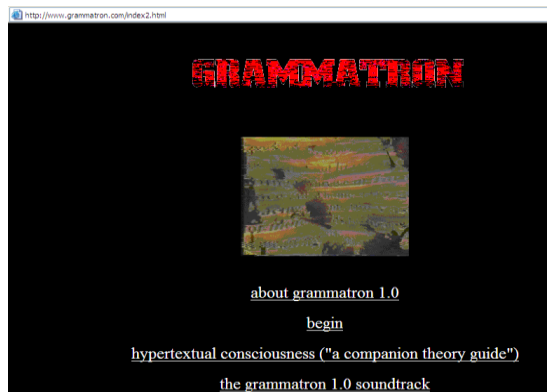 http://www.grammatron.com/index2.html
GRAMMATRON
about grammatron 1.0
begin
hypertextual consciousness ("a companion theory guide")
the grammatron 1.0 soundtrack